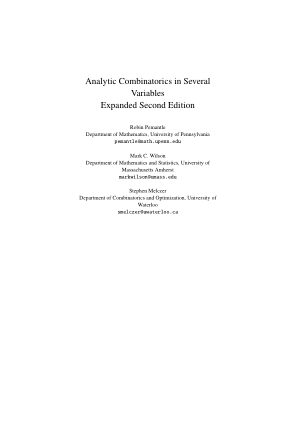 Analytic Combinatorics in Several
Variables
Expanded Second Edition
Robin Pemantle
Department of Mathematics, University of Pennsylvania
pemantle@math.upenn.edu
Mark C. Wilson
Department of Mathematics and Statistics, University of
Massachusetts Amherst
markwilson@umass.edu
Stephen Melczer
Department of Combinatorics and Optimization, University of
Waterloo
smelczer@uwaterloo.ca